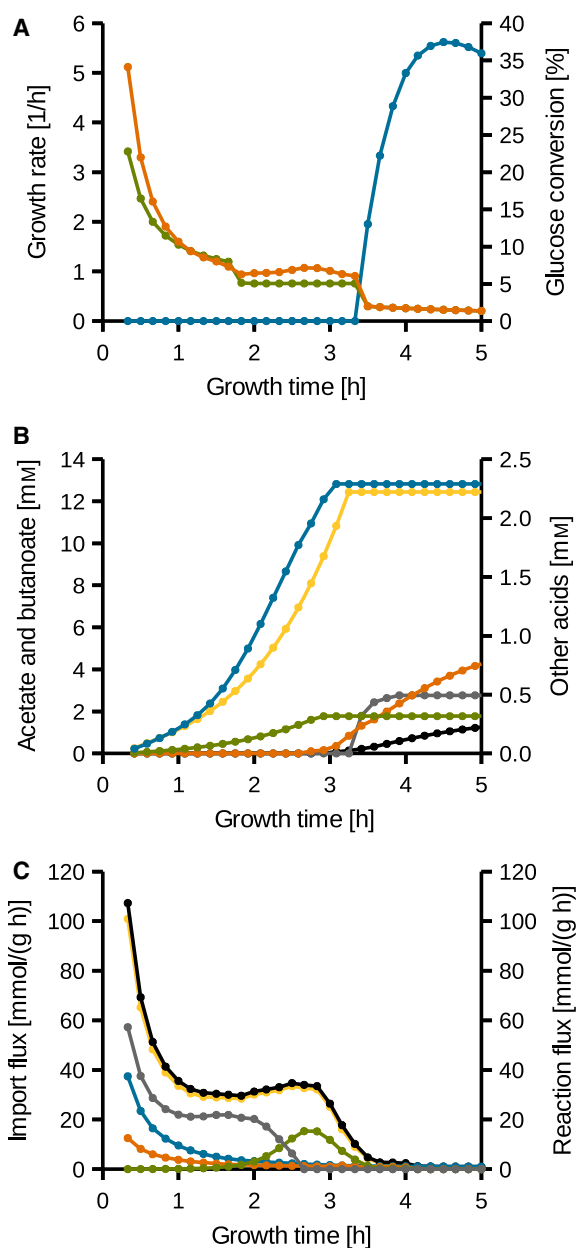 A
6 5 4 3 2 1 0
Growth rate [1/h]
40 35 30 25 20 15 10 5 0
Glucose conversion [%]
0 1 2 3 4 5
Growth time [h]
B
14 12 10 8 6 4 2 0
Acetate and butanoate [mM]
2.5 2.0 1.5 1.0 0.5 0.0
Other acids [mM]
0 1 2 3 4 5
Growth time [h]
C
120 100 80 60 40 20 0
Import flux [mmol/(g h)]
120 100 80 60 40 20 0
Reaction flux [mmol/(g h)]
0 1 2 3 4 5
Growth time [h]